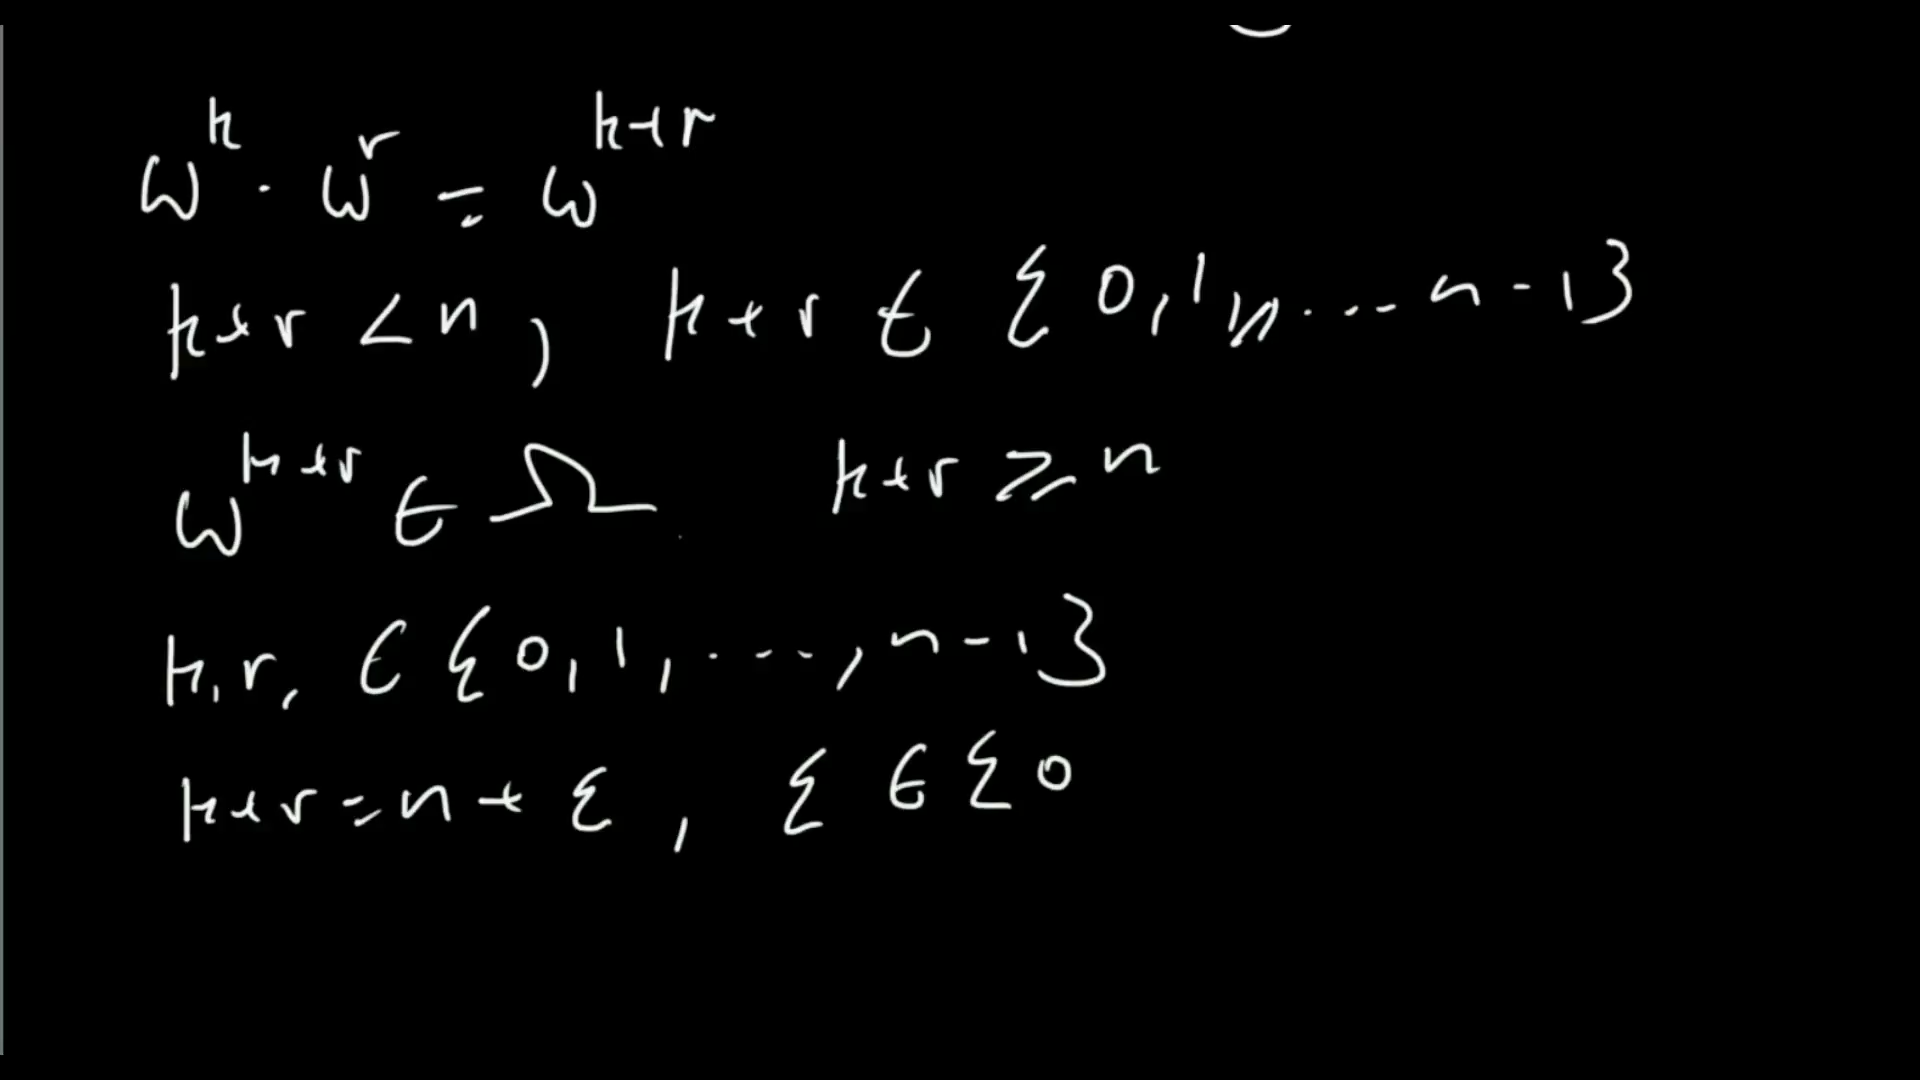 ω^k · ω^r = ω^{k+r}
k+r < n, k+r ∈ {0, 1, ... n-1}
ω^{k+r} ∈ Ω. k+r ≥ n
k, r, ∈ {0, 1, ..., n-1}
k+r = n + ξ, ξ ∈ {0